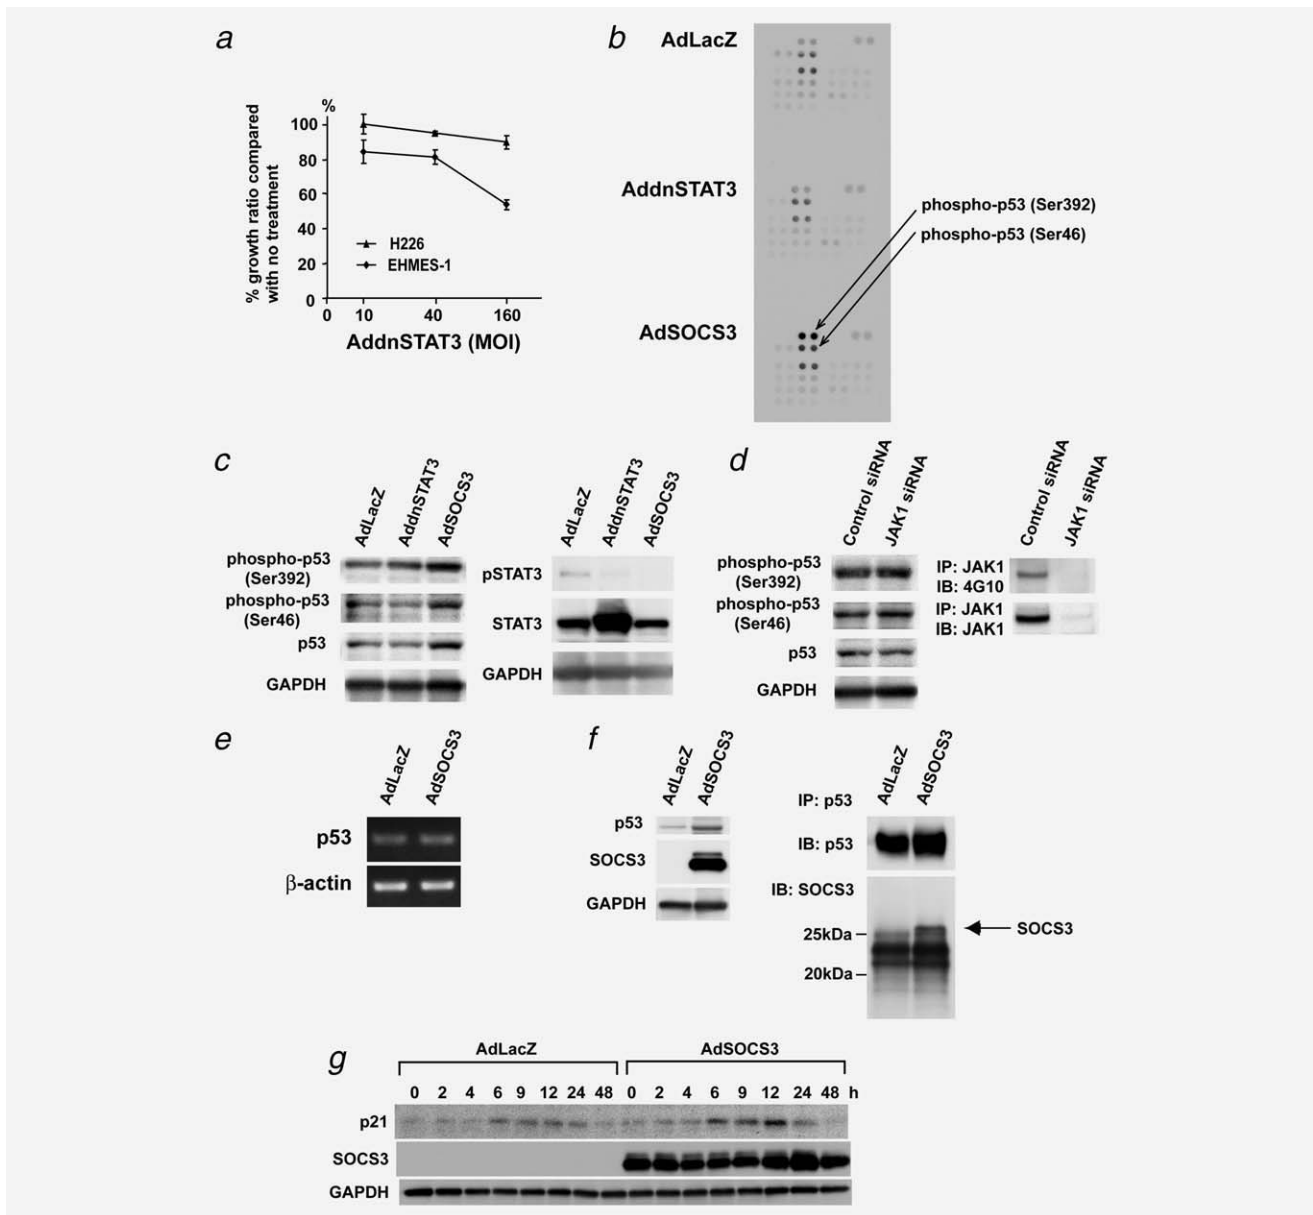 a
%
% growth ratio compared
with no treatment
100
80
60
40
20
0
H226
EHMES-1
0 10 40 160
AddnSTAT3 (MOI)
b
AdLacZ
AddnSTAT3
AdSOCS3
phospho-p53 (Ser392)
phospho-p53 (Ser46)
c
AdLacZ
AddnSTAT3
AdSOCS3
phospho-p53
(Ser392)
phospho-p53
(Ser46)
p53
GAPDH
AdLacZ
AddnSTAT3
AdSOCS3
pSTAT3
STAT3
GAPDH
d
Control siRNA
JAK1 siRNA
phospho-p53
(Ser392)
phospho-p53
(Ser46)
p53
GAPDH
Control siRNA
JAK1 siRNA
IP: JAK1
IB: 4G10
IP: JAK1
IB: JAK1
e
AdLacZ
AdSOCS3
p53
β-actin
f
AdLacZ
AdSOCS3
p53
SOCS3
GAPDH
AdLacZ
AdSOCS3
IP: p53
IB: p53
IB: SOCS3
25kDa
20kDa
SOCS3
g
AdLacZ AdSOCS3
0 2 4 6 9 12 24 48 0 2 4 6 9 12 24 48 h
p21
SOCS3
GAPDH